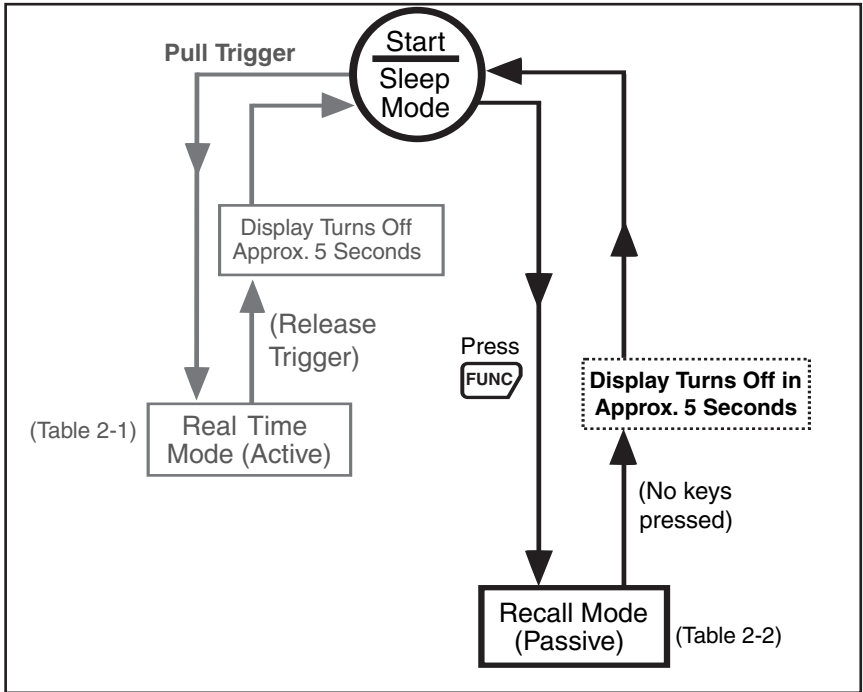 Start
Sleep
Mode
Pull Trigger
Display Turns Off
Approx. 5 Seconds
(Release
Trigger)
(Table 2-1)
Real Time
Mode (Active)
Press
FUNC
Display Turns Off in
Approx. 5 Seconds
(No keys
pressed)
Recall Mode
(Passive)
(Table 2-2)